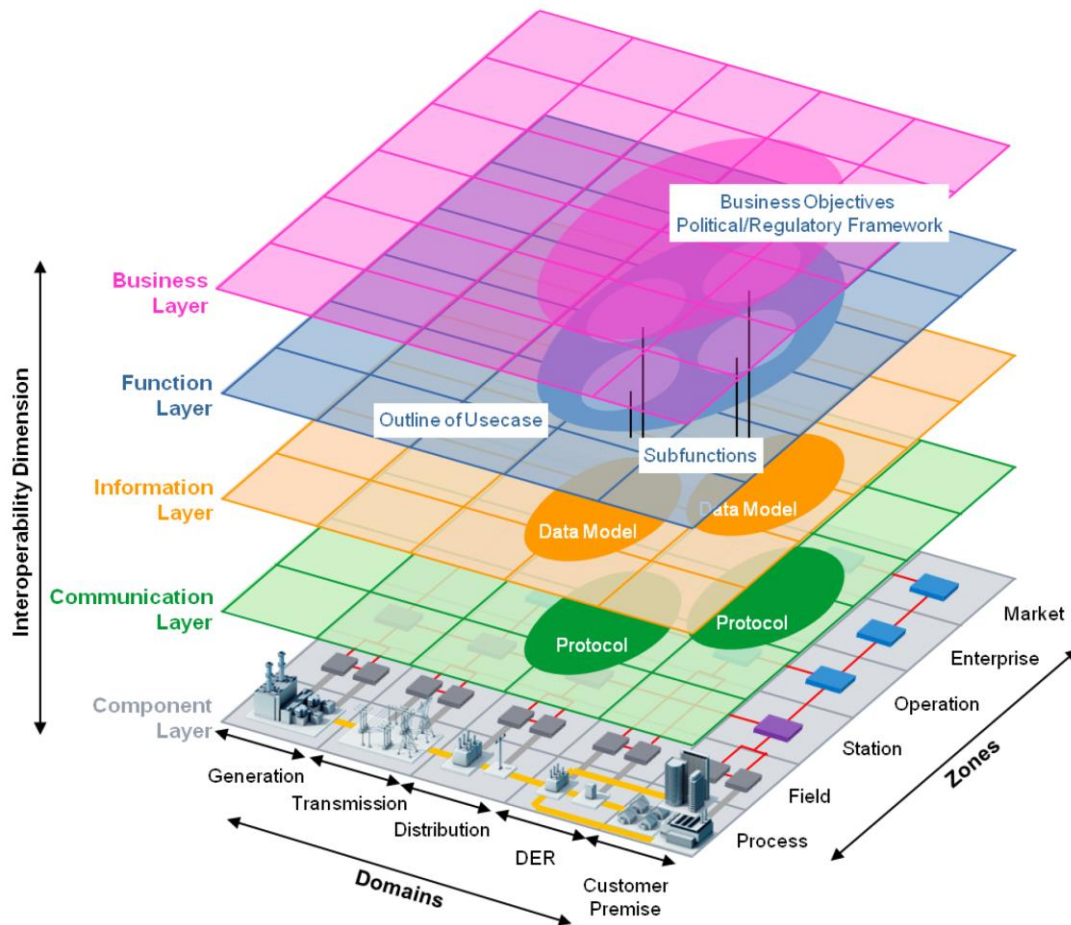 Business Objectives
Political/Regulatory Framework
Business
Layer
Function
Layer
Outline of Usecase
Subfunctions
Interoperability Dimension
Information
Layer
Data Model
Data Model
Communication
Layer
Protocol
Protocol
Component
Layer
Market
Enterprise
Operation
Station
Field
Process
Zones
Generation
Transmission
Distribution
DER
Customer
Premise
Domains